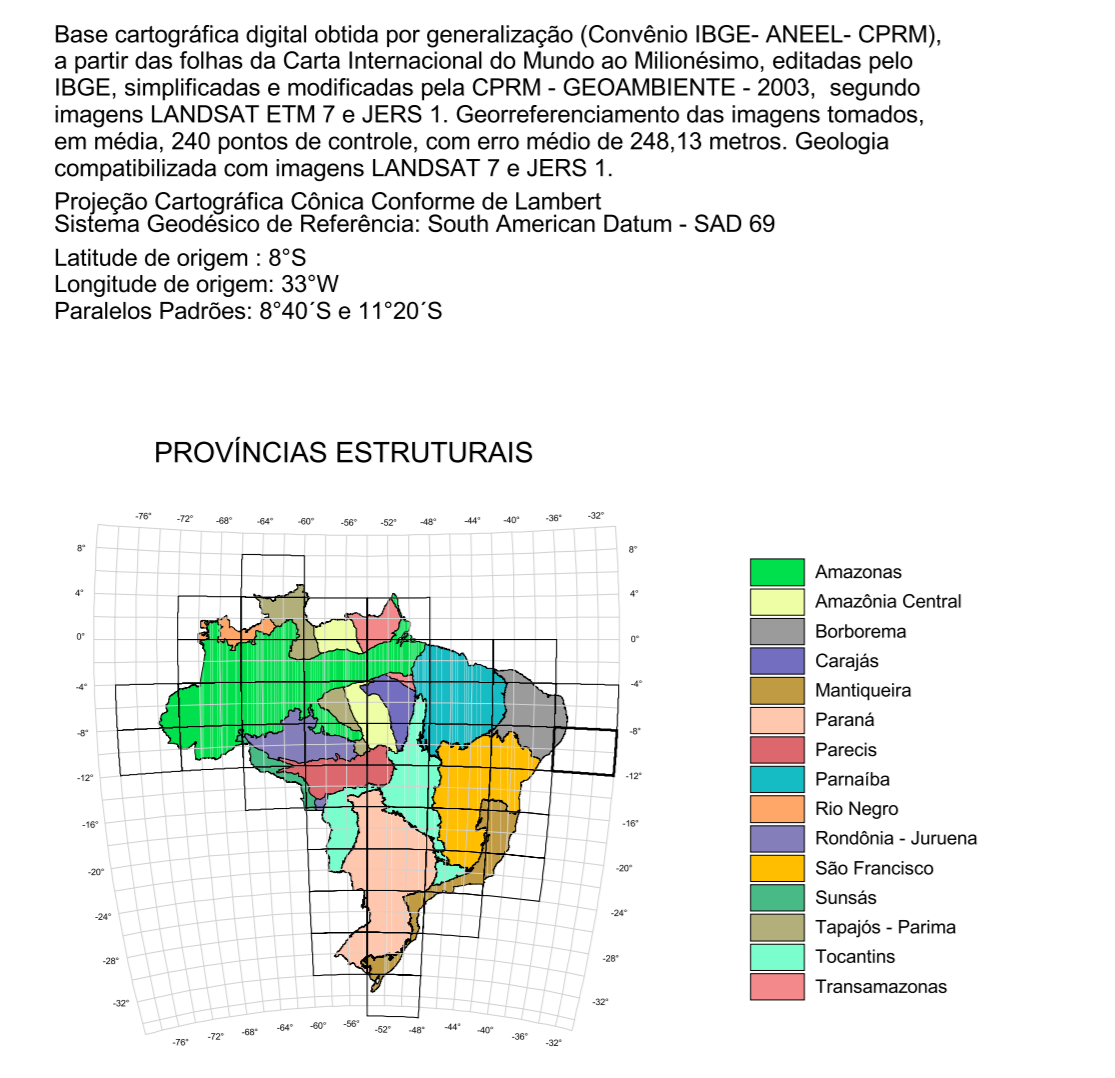 Base cartográfica digital obtida por generalização (Convênio IBGE- ANEEL- CPRM),
a partir das folhas da Carta Internacional do Mundo ao Milionésimo, editadas pelo
IBGE, simplificadas e modificadas pela CPRM - GEOAMBIENTE - 2003,  segundo
imagens LANDSAT ETM 7 e JERS 1. Georreferenciamento das imagens tomados,
em média, 240 pontos de controle, com erro médio de 248,13 metros. Geologia
compatibilizada com imagens LANDSAT 7 e JERS 1.
Projeção Cartográfica Cônica Conforme de Lambert
Sistema Geodésico de Referência: South American Datum - SAD 69
Latitude de origem : 8°S
Longitude de origem: 33°W
Paralelos Padrões: 8°40´S e 11°20´S
PROVÍNCIAS ESTRUTURAIS
-76° -72° -68° -64° -60° -56° -52° -48° -44° -40° -36° -32°
8° 8°
4° 4°
0° 0°
-4° -4°
-8° -8°
-12° -12°
-16° -16°
-20° -20°
-24° -24°
-28° -28°
-32° -32°
-76° -72° -68° -64° -60° -56° -52° -48° -44° -40° -36° -32°
Amazonas
Amazônia Central
Borborema
Carajás
Mantiqueira
Paraná
Parecis
Parnaíba
Rio Negro
Rondônia - Juruena
São Francisco
Sunsás
Tapajós - Parima
Tocantins
Transamazonas